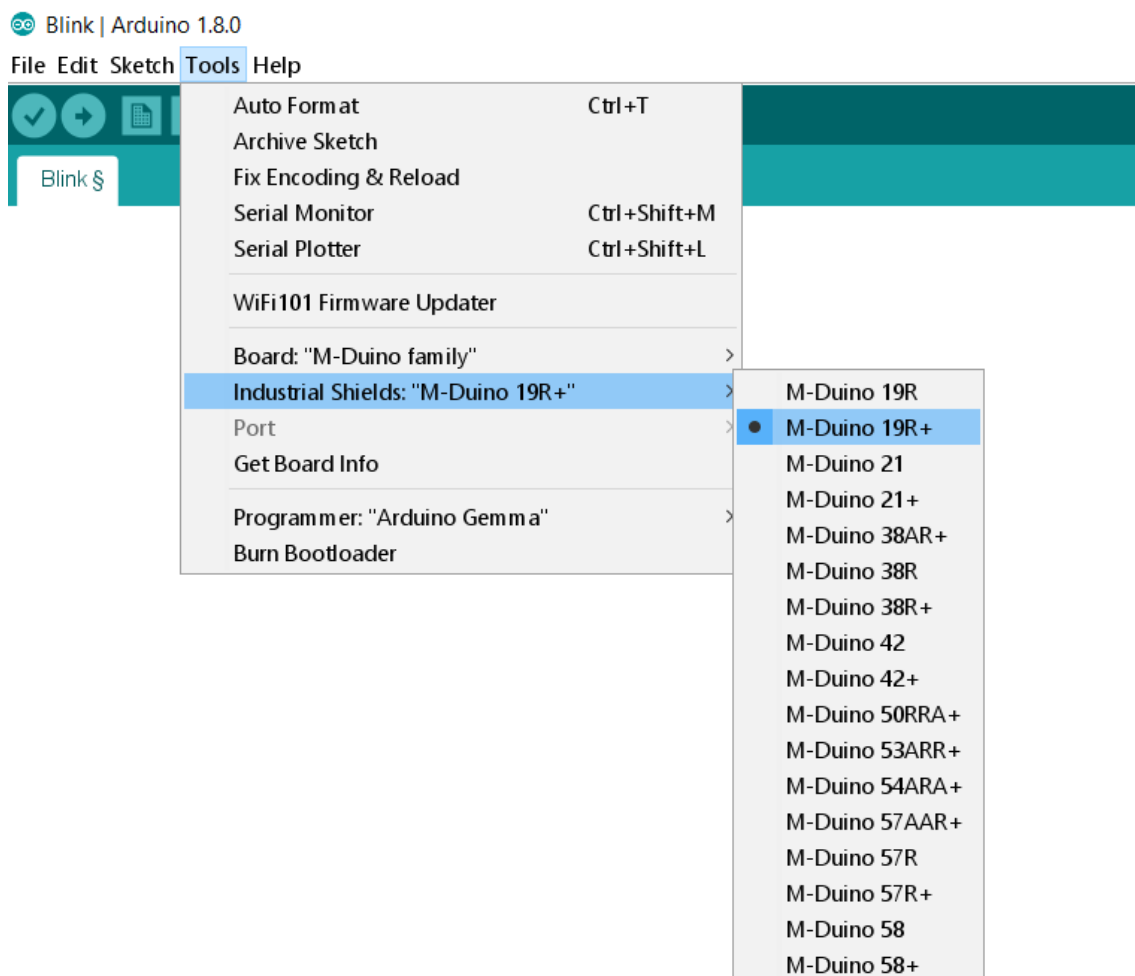 Blink | Arduino 1.8.0
File Edit Sketch Tools Help
Blink §
Auto Format Ctrl+T
Archive Sketch
Fix Encoding & Reload
Serial Monitor Ctrl+Shift+M
Serial Plotter Ctrl+Shift+L
WiFi101 Firmware Updater
Board: "M-Duino family"
Industrial Shields: "M-Duino 19R+"
Port
Get Board Info
Programmer: "Arduino Gemma"
Burn Bootloader
M-Duino 19R
M-Duino 19R+
M-Duino 21
M-Duino 21+
M-Duino 38AR+
M-Duino 38R
M-Duino 38R+
M-Duino 42
M-Duino 42+
M-Duino 50RRA+
M-Duino 53ARR+
M-Duino 54ARA+
M-Duino 57AAR+
M-Duino 57R
M-Duino 57R+
M-Duino 58
M-Duino 58+